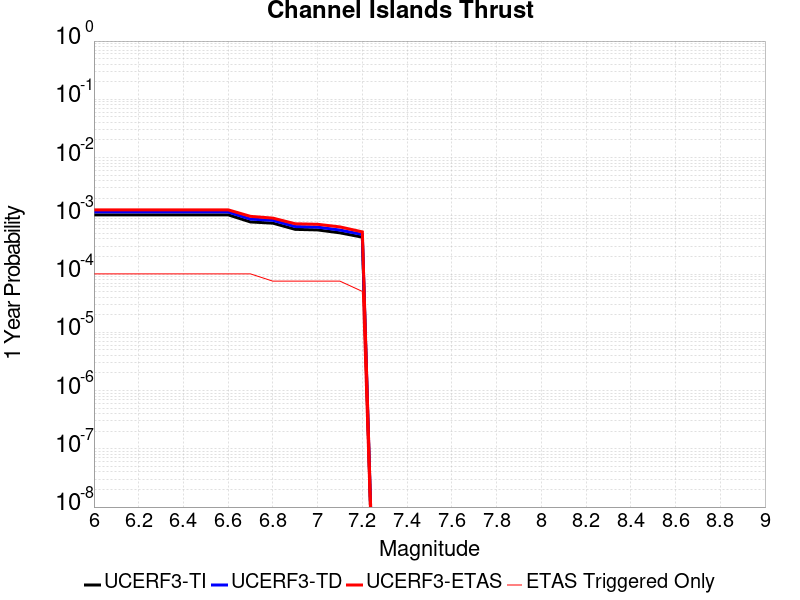 Channel Islands Thrust
10^0
10^-1
10^-2
10^-3
10^-4
10^-5
10^-6
10^-7
10^-8
1 Year Probability
6 6.2 6.4 6.6 6.8 7 7.2 7.4 7.6 7.8 8 8.2 8.4 8.6 8.8 9
Magnitude
UCERF3-TI UCERF3-TD UCERF3-ETAS ETAS Triggered Only